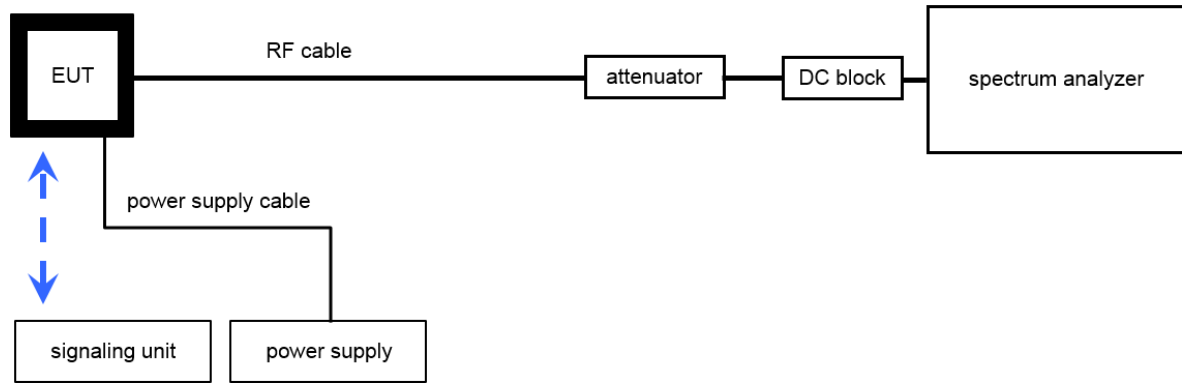 EUT
RF cable
attenuator
DC block
spectrum analyzer
power supply cable
signaling unit
power supply